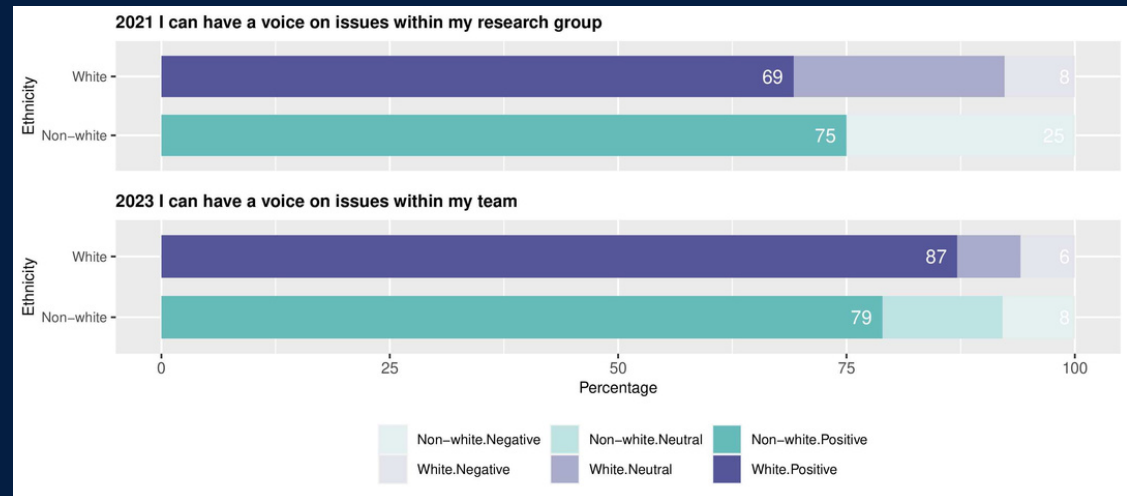 2021 I can have a voice on issues within my research group
Ethnicity
White
69
8
Non-white
75
25
2023 I can have a voice on issues within my team
Ethnicity
White
87
6
Non-white
79
8
0 25 50 75 100
Percentage
Non-white.Negative Non-white.Neutral Non-white.Positive
White.Negative White.Neutral White.Positive